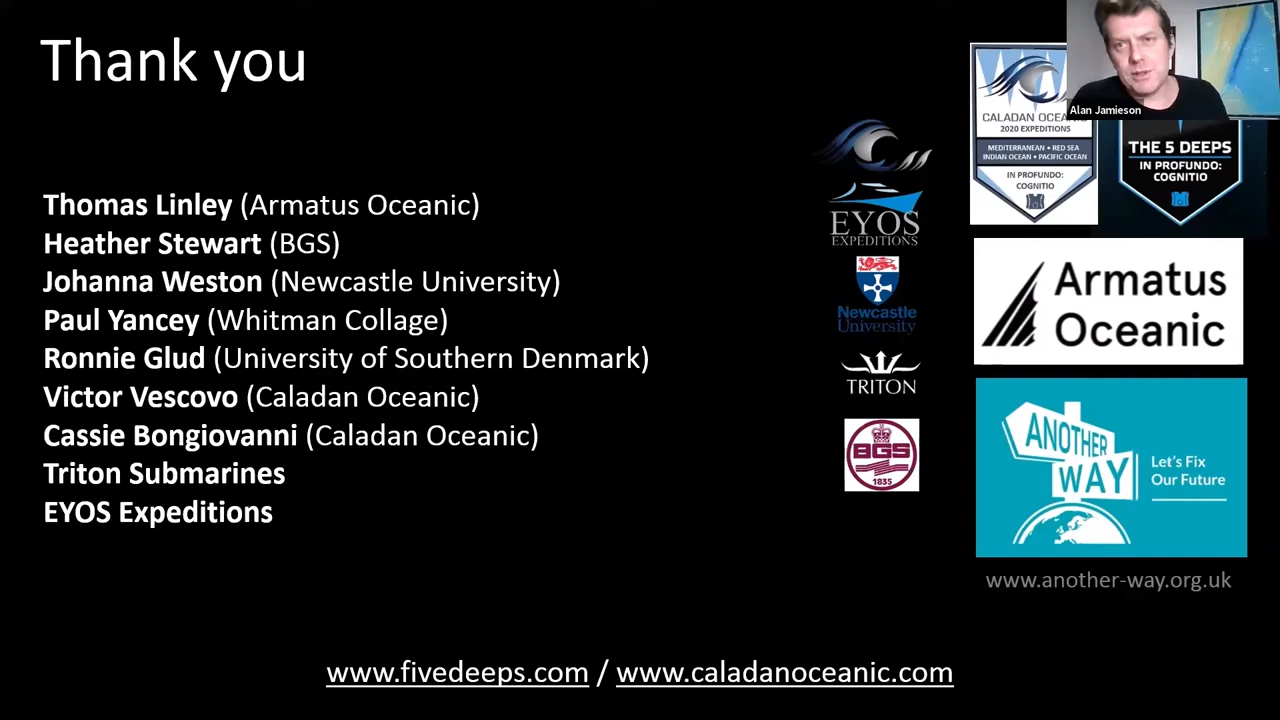 Thank you
Thomas Linley (Armatus Oceanic)
Heather Stewart (BGS)
Johanna Weston (Newcastle University)
Paul Yancey (Whitman Collage)
Ronnie Glud (University of Southern Denmark)
Victor Vescovo (Caladan Oceanic)
Cassie Bongiovanni (Caladan Oceanic)
Triton Submarines
EYOS Expeditions
EYOS
EXPEDITIONS
Newcastle
University
TRITON
BGS
1835
Alan Jamieson
CALADAN OCEANIC
2020 EXPEDITIONS
MEDITERRANEAN • RED SEA
INDIAN OCEAN • PACIFIC OCEAN
IN PROFUNDO:
COGNITIO
THE 5 DEEPS
IN PROFUNDO:
COGNITIO
Armatus
Oceanic
ANOTHER
WAY
Let's Fix
Our Future
www.another-way.org.uk
www.fivedeeps.com / www.caladanoceanic.com